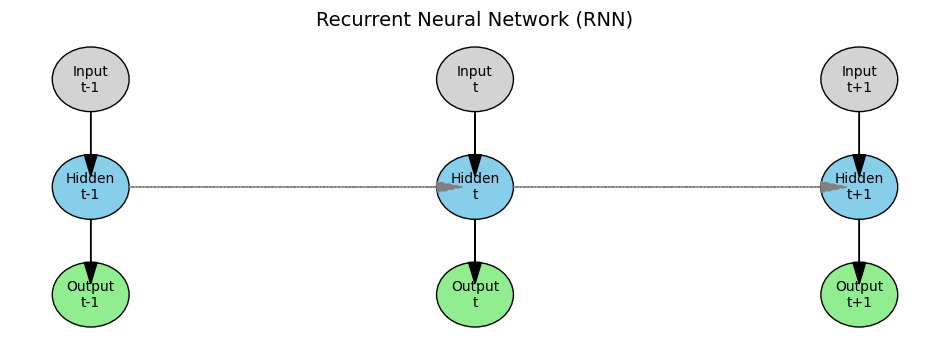 Recurrent Neural Network (RNN)
Input
t-1
Input
t
Input
t+1
Hidden
t-1
Hidden
t
Hidden
t+1
Output
t-1
Output
t
Output
t+1